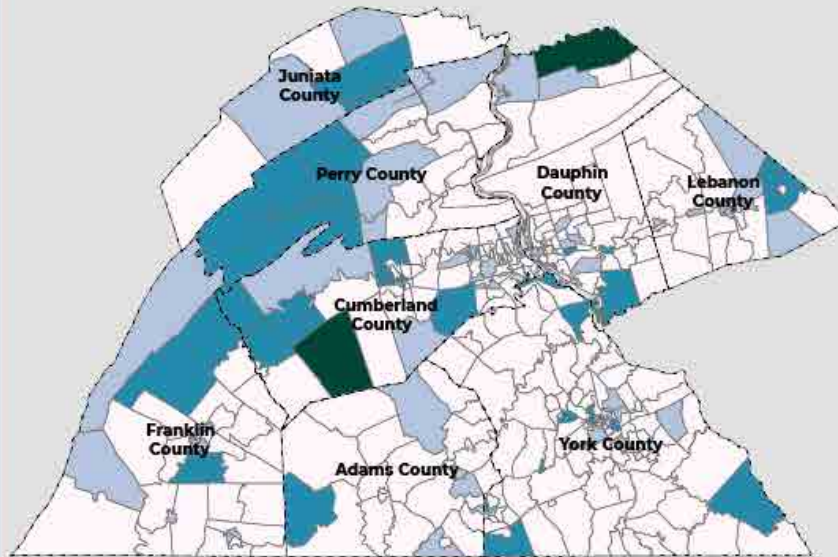 Juniata
County
Perry County
Dauphin
County
Lebanon
County
Cumberland
County
Franklin
County
Adams County
York County